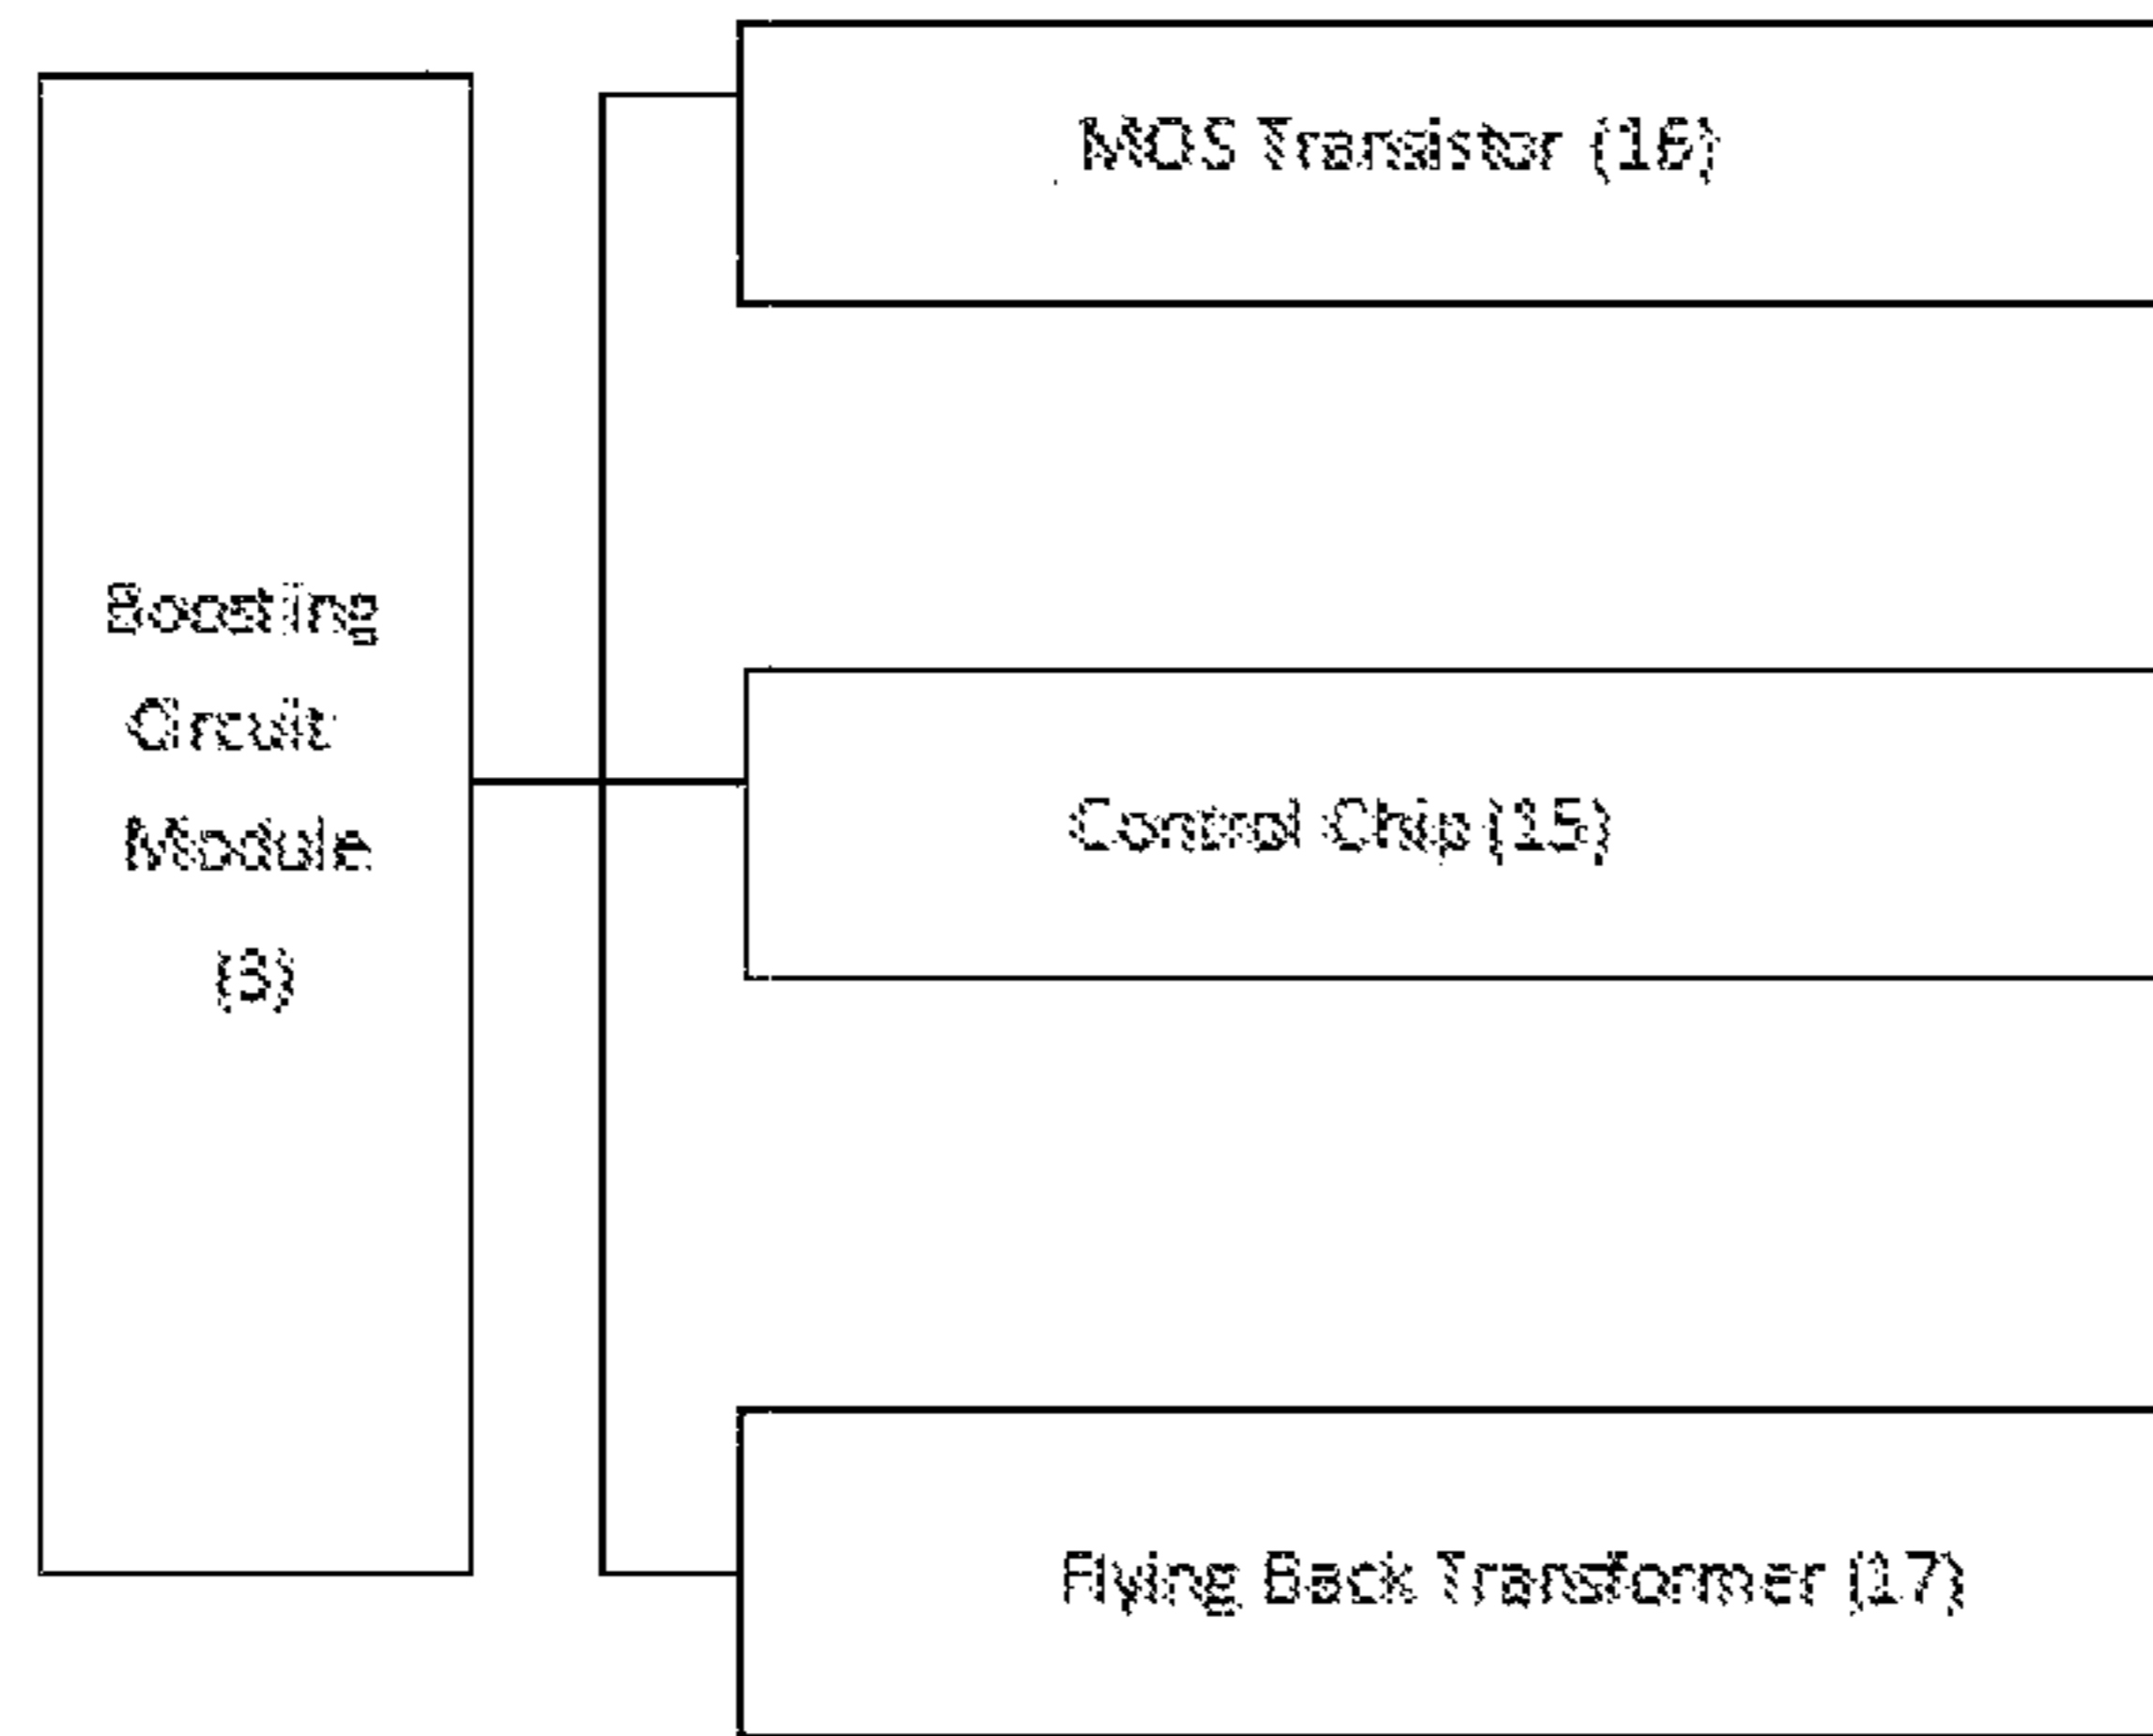 MOS Transistor (16)
Boosting
Circuit
Module
(3)
Control Chip (15)
Flying Back Transformer (17)